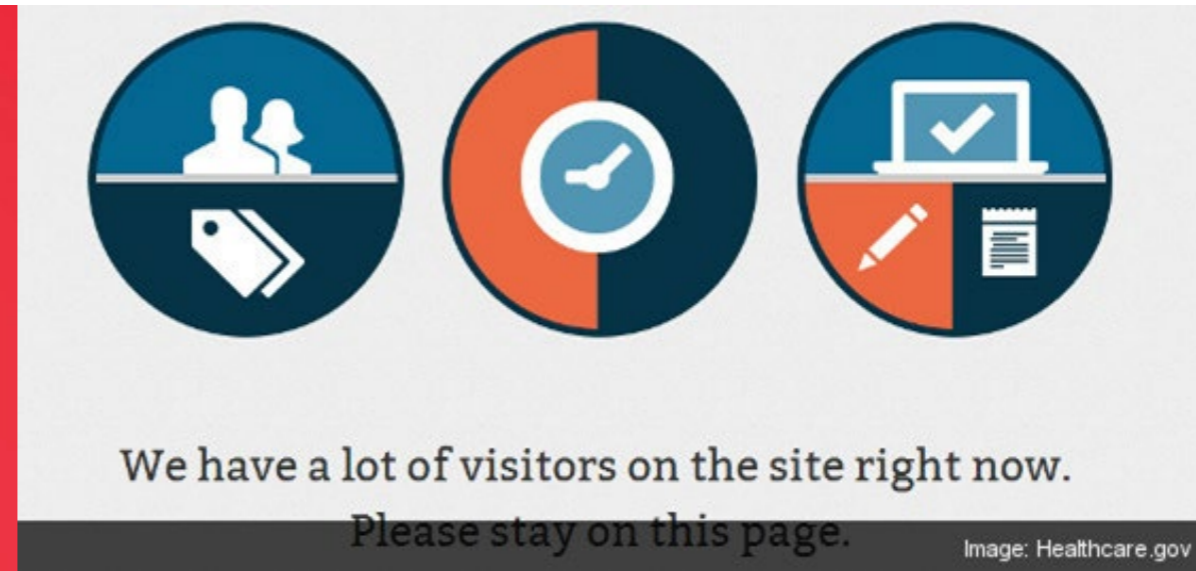 We have a lot of visitors on the site right now.
Please stay on this page.
Image: Healthcare.gov